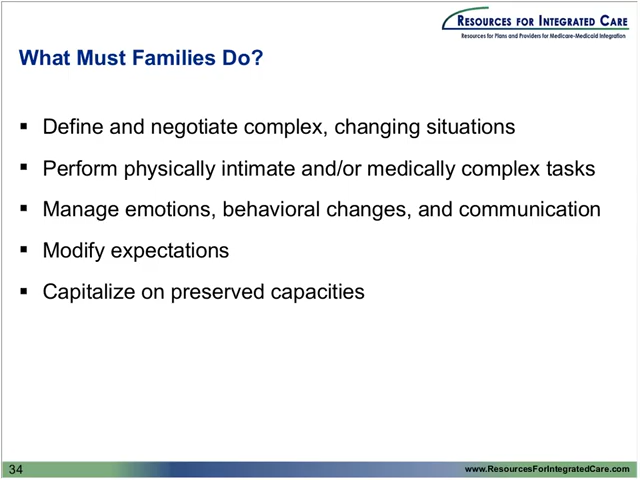 RESOURCES FOR INTEGRATED CARE
Resources for Plans and Providers for Medicare-Medicaid Integration
What Must Families Do?
▪ Define and negotiate complex, changing situations
▪ Perform physically intimate and/or medically complex tasks
▪ Manage emotions, behavioral changes, and communication
▪ Modify expectations
▪ Capitalize on preserved capacities
34
www.ResourcesForIntegratedCare.com